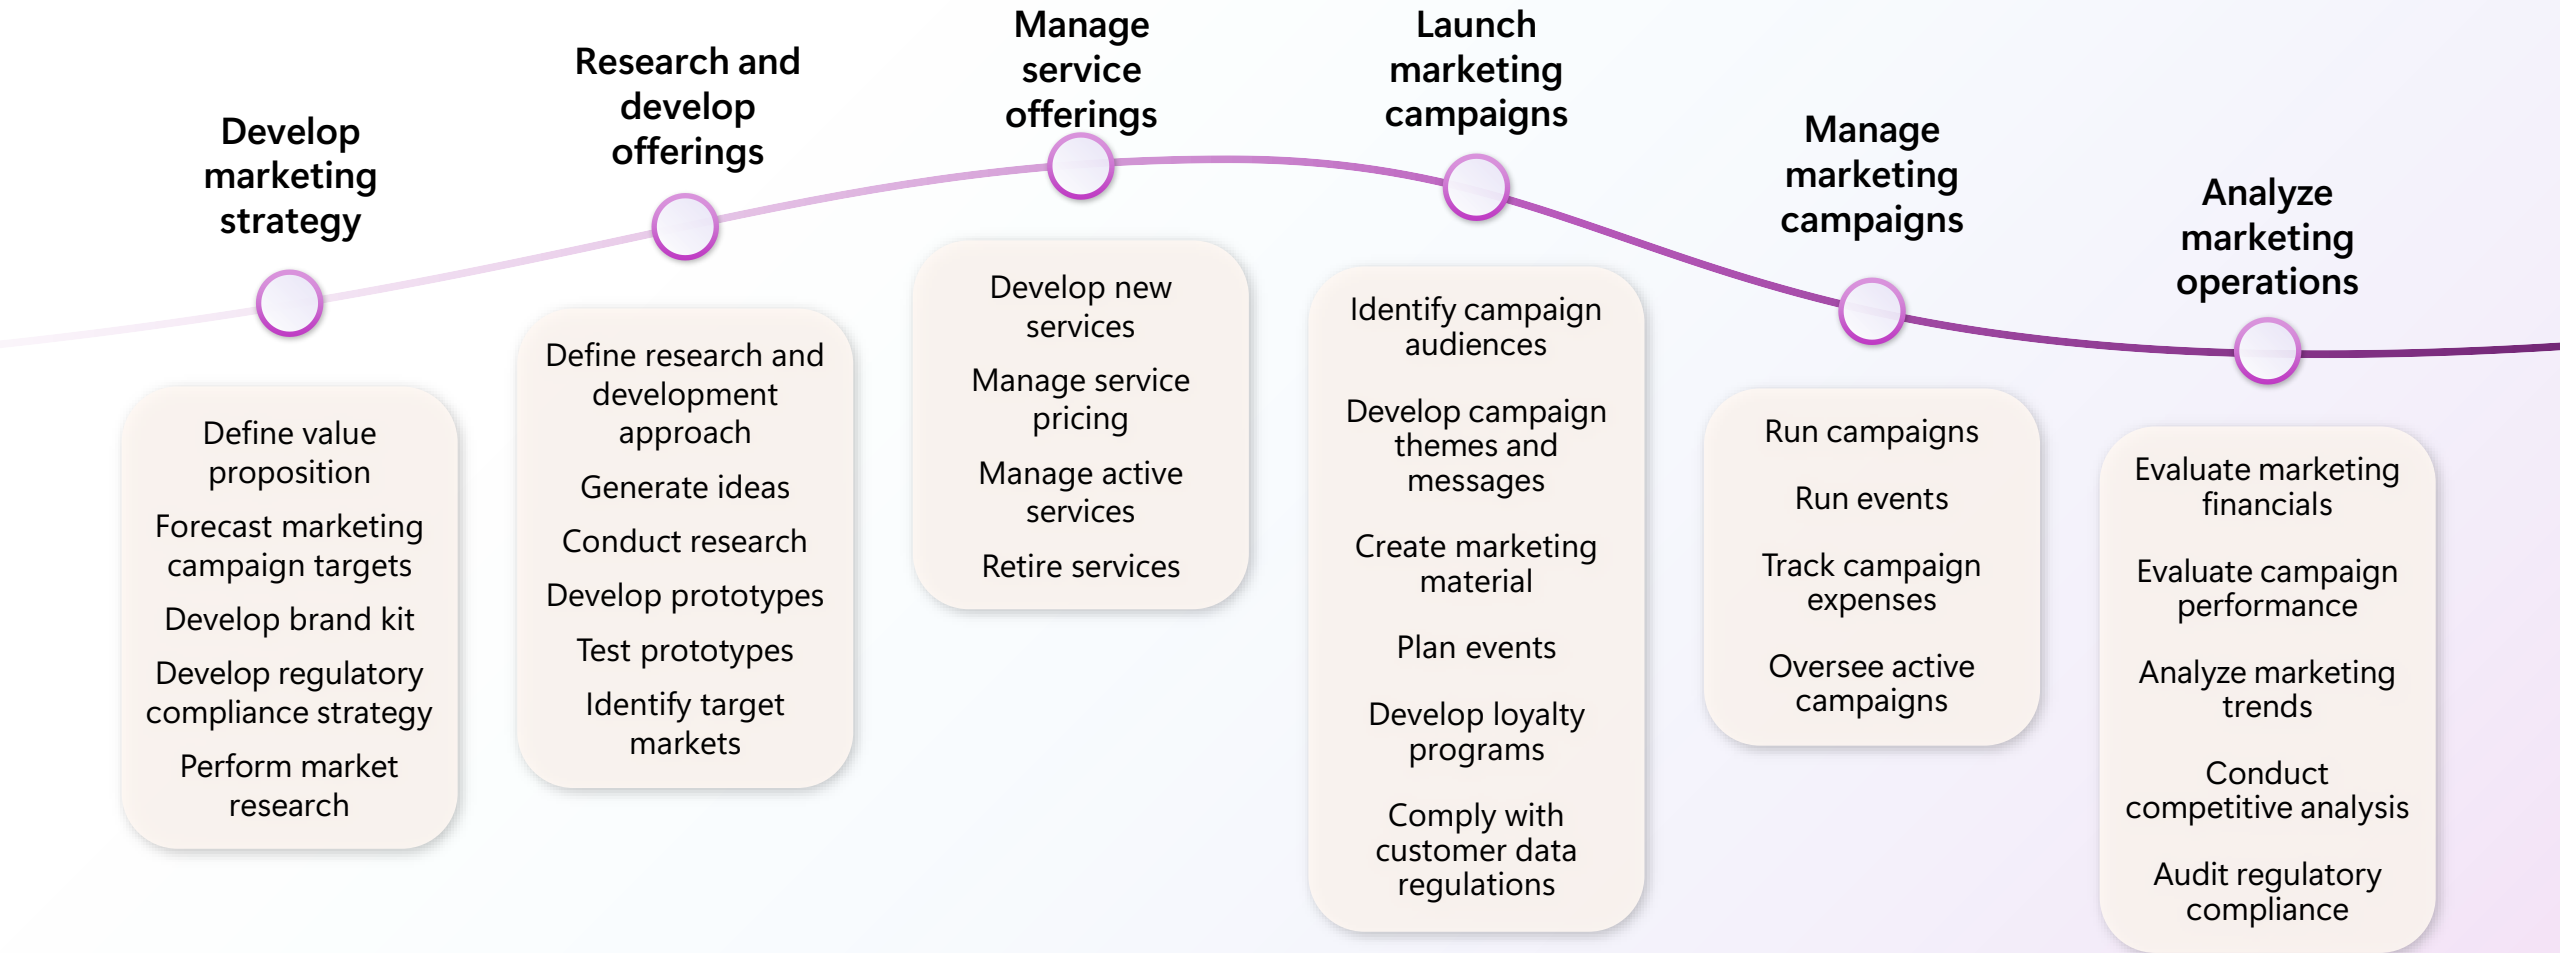 Develop
marketing
strategy
Define value
proposition
Forecast marketing
campaign targets
Develop brand kit
Develop regulatory
compliance strategy
Perform market
research
Research and
develop
offerings
Define research and
development
approach
Generate ideas
Conduct research
Develop prototypes
Test prototypes
Identify target
markets
Manage
service
offerings
Develop new
services
Manage service
pricing
Manage active
services
Retire services
Launch
marketing
campaigns
Identify campaign
audiences
Develop campaign
themes and
messages
Create marketing
material
Plan events
Develop loyalty
programs
Comply with
customer data
regulations
Manage
marketing
campaigns
Run campaigns
Run events
Track campaign
expenses
Oversee active
campaigns
Analyze
marketing
operations
Evaluate marketing
financials
Evaluate campaign
performance
Analyze marketing
trends
Conduct
competitive analysis
Audit regulatory
compliance